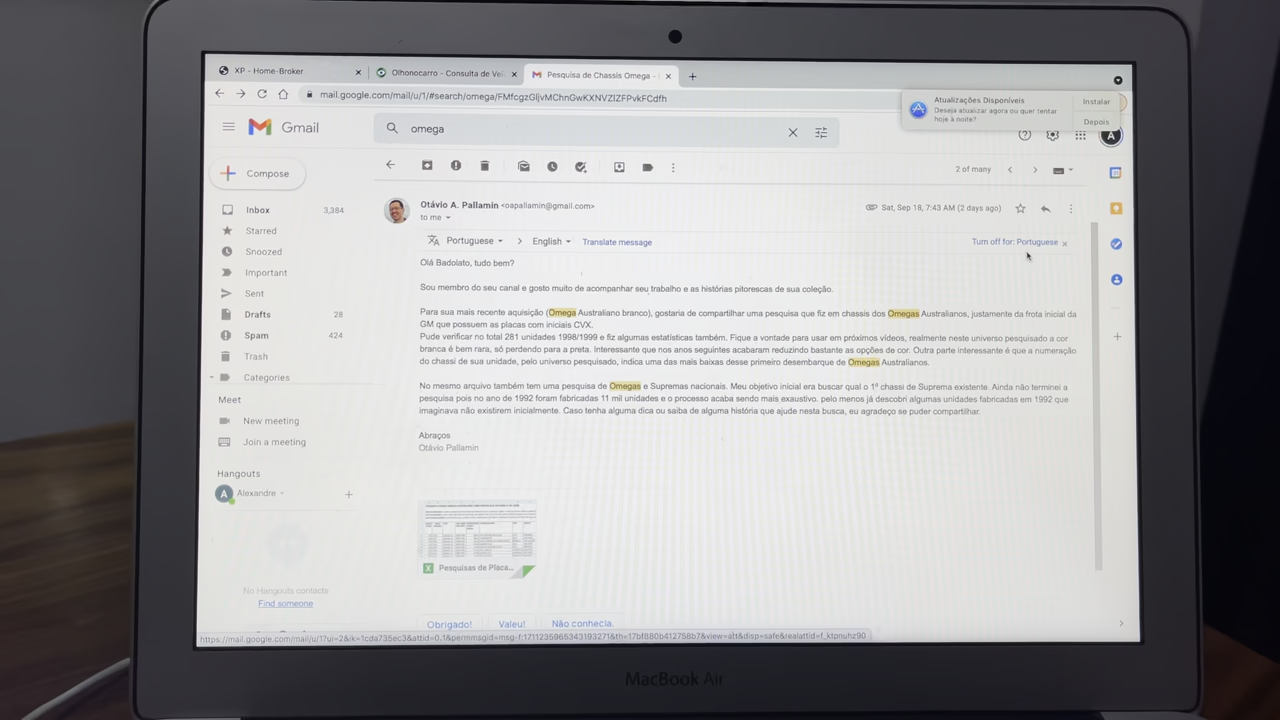 XP - Home-Broker
Olhonocarro - Consulta de Ve
Pesquisa de Chassis Omega -
mail.google.com/mail/u/1/#search/omega/FMfcgzGljvMChnGwKXNVZlZFPvkFCdfh
Atualizações Disponíveis
Deseja atualizar agora ou quer tentar
hoje à noite?
Instalar
Depois
Gmail
omega
A
Compose
2 of many
Inbox 3,384
Starred
Snoozed
Important
Sent
Drafts 28
Spam 424
Trash
Categories
Meet
New meeting
Join a meeting
Hangouts
A Alexandre
No Hangouts contacts
Find someone
Otávio A. Pallamin <oapallamin@gmail.com>
to me
Sat, Sep 18, 7:43 AM (2 days ago)
Portuguese > English Translate message
Turn off for: Portuguese x
Olá Badolato, tudo bem?
Sou membro do seu canal e gosto muito de acompanhar seu trabalho e as histórias pitorescas de sua coleção.
Para sua mais recente aquisição (Omega Australiano branco), gostaria de compartilhar uma pesquisa que fiz em chassis dos Omegas Australianos, justamente da frota inicial da
GM que possuem as placas com iniciais CVX.
Pude verificar no total 281 unidades 1998/1999 e fiz algumas estatísticas também. Fique a vontade para usar em próximos vídeos, realmente neste universo pesquisado a cor
branca é bem rara, só perdendo para a preta. Interessante que nos anos seguintes acabaram reduzindo bastante as opções de cor. Outra parte interessante é que a numeração
do chassi de sua unidade, pelo universo pesquisado, indica uma das mais baixas desse primeiro desembarque de Omegas Australianos.
No mesmo arquivo também tem uma pesquisa de Omegas e Supremas nacionais. Meu objetivo inicial era buscar qual o 1º chassi de Suprema existente. Ainda não terminei a
pesquisa pois no ano de 1992 foram fabricadas 11 mil unidades e o processo acaba sendo mais exaustivo. pelo menos já descobri algumas unidades fabricadas em 1992 que
imaginava não existirem inicialmente. Caso tenha alguma dica ou saiba de alguma história que ajude nesta busca, eu agradeço se puder compartilhar.
Abraços
Otávio Pallamin
X Pesquisas de Placa...
Obrigado!
Valeu!
Não conhecia.
MacBook Air